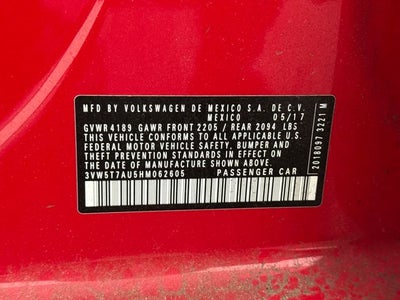 MFD BY VOLKSWAGEN DE MEXICO S.A. DE C.V.
MEXICO 05/17
GVWR 4189 GAWR FRONT 2205 / REAR 2094 LBS
THIS VEHICLE CONFORMS TO ALL APPLICABLE U.S.
FEDERAL MOTOR VEHICLE SAFETY, BUMPER AND THEFT
PREVENTION STANDARDS IN EFFECT ON THE DATE OF
MANUFACTURE SHOWN ABOVE.
3VW5T7AU5HM062605 PASSENGER CAR
2018097 3221 M